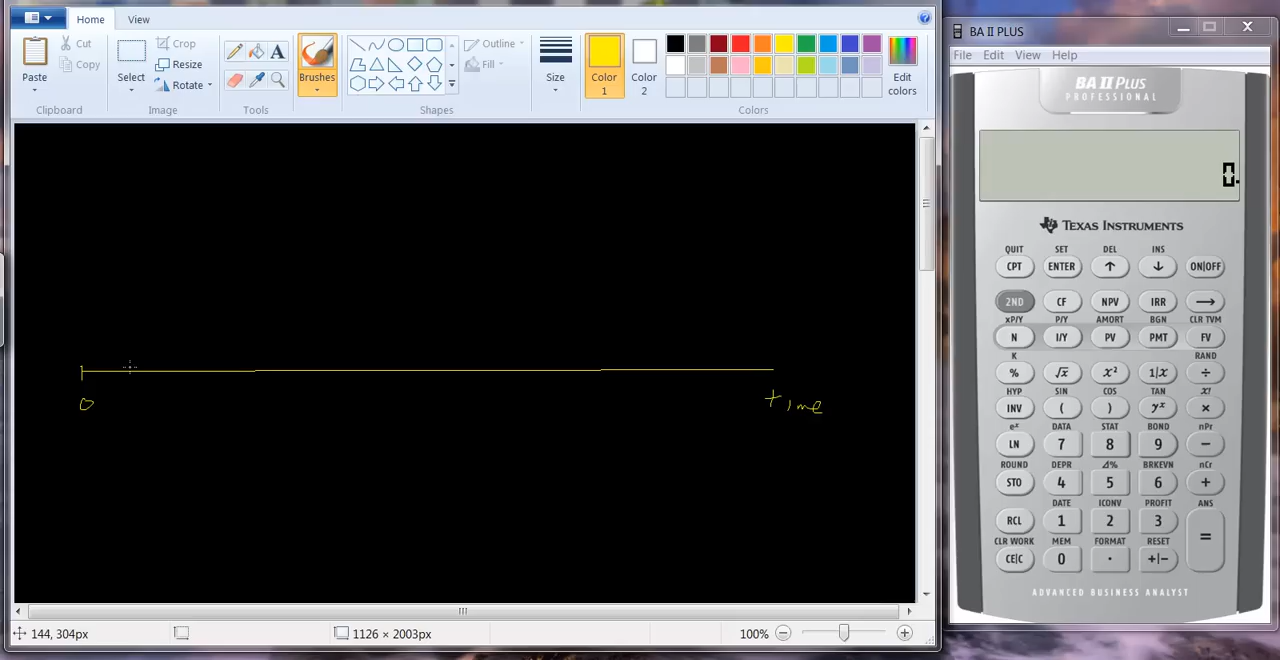 Home View
Paste
Cut
Copy
Clipboard
Select
Crop
Resize
Rotate
Image
A
Tools
Brushes
Outline
Fill
Shapes
Size
Color 1
Color 2
Edit colors
Colors
0
time
144, 304px
1126 × 2003px
100%
BA II PLUS
File Edit View Help
BA II PLUS
PROFESSIONAL
0.
TEXAS INSTRUMENTS
QUIT SET DEL INS
CPT ENTER ↑ ↓ ON|OFF
2ND CF NPV IRR →
xP/Y P/Y AMORT BGN CLR TVM
N I/Y PV PMT FV
K RAND
% √x x² 1/x ÷
HYP SIN COS TAN x!
INV ( ) yˣ ×
eˣ DATA STAT BOND nPr
LN 7 8 9 −
ROUND DEPR Δ% BRKEVN nCr
STO 4 5 6 +
DATE ICONV PROFIT ANS
RCL 1 2 3 =
CLR WORK MEM FORMAT RESET
CE|C 0 . +|−
ADVANCED BUSINESS ANALYST